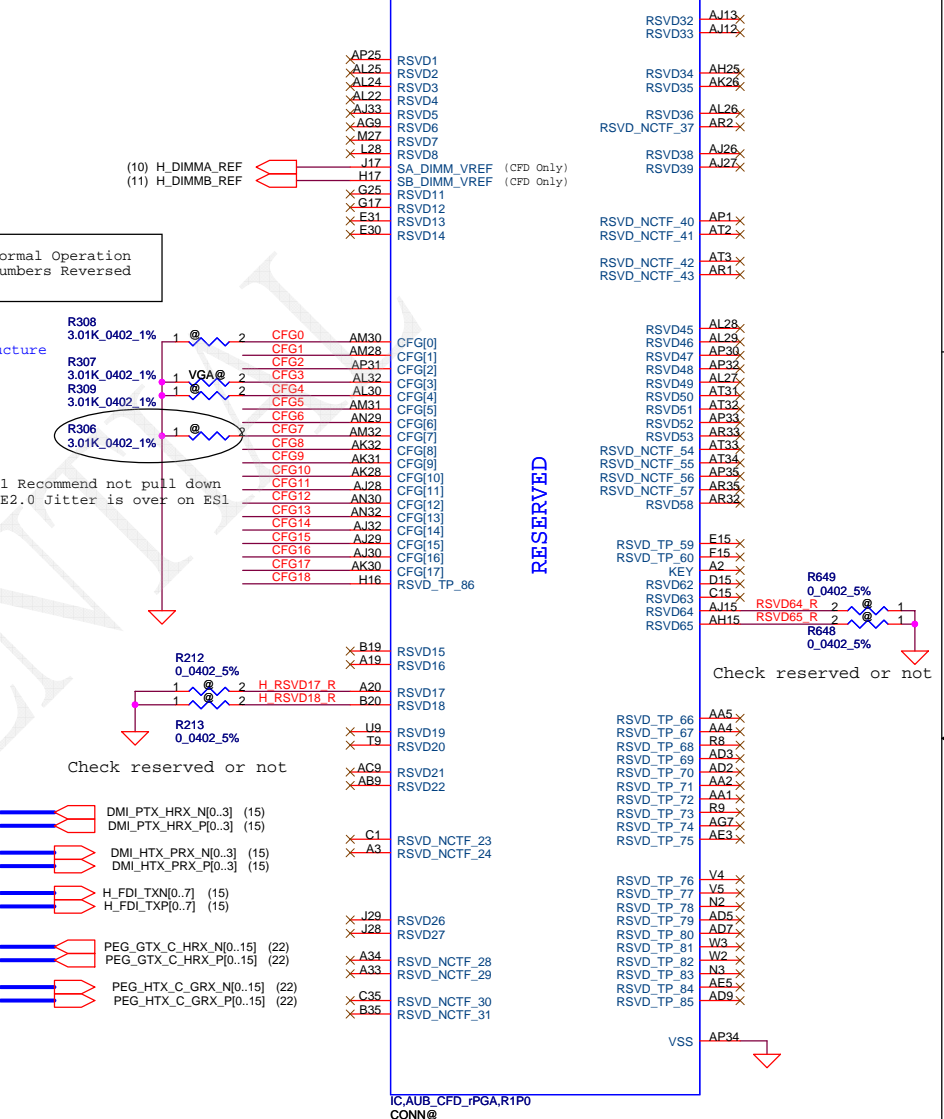 RSVD32 AJ13
RSVD33 AJ12
AP25 RSVD1
AL25 RSVD2
AL24 RSVD3
AL22 RSVD4
AJ33 RSVD5
AG9 RSVD6
M27 RSVD7
L28 RSVD8
(10) H_DIMMA_REF J17 SA_DIMM_VREF (CFD Only)
(11) H_DIMMB_REF H17 SB_DIMM_VREF (CFD Only)
G25 RSVD11
G17 RSVD12
E31 RSVD13
E30 RSVD14
RSVD34 AH25
RSVD35 AK26
RSVD36 AL26
RSVD_NCTF_37 AR2
RSVD38 AJ26
RSVD39 AJ27
RSVD_NCTF_40 AP1
RSVD_NCTF_41 AT2
RSVD_NCTF_42 AT3
RSVD_NCTF_43 AR1
ormal Operation
umbers Reversed
ucture
R308
3.01K_0402_1% 1 @ 2
R307
3.01K_0402_1% 1 VGA@ 2
R309
3.01K_0402_1% 1 @ 2
R306
3.01K_0402_1% 1 @ 2
1 Recommend not pull down
E2.0 Jitter is over on ES1
CFG0 AM30 CFG[0]
CFG1 AM28 CFG[1]
CFG2 AP31 CFG[2]
CFG3 AL32 CFG[3]
CFG4 AL30 CFG[4]
CFG5 AM31 CFG[5]
CFG6 AN29 CFG[6]
CFG7 AM32 CFG[7]
CFG8 AK32 CFG[8]
CFG9 AK31 CFG[9]
CFG10 AK28 CFG[10]
CFG11 AJ28 CFG[11]
CFG12 AN30 CFG[12]
CFG13 AN32 CFG[13]
CFG14 AJ32 CFG[14]
CFG15 AJ29 CFG[15]
CFG16 AJ30 CFG[16]
CFG17 AK30 CFG[17]
CFG18 H16 RSVD_TP_86
RESERVED
RSVD45 AL28
RSVD46 AL29
RSVD47 AP30
RSVD48 AP32
RSVD49 AL27
RSVD50 AT31
RSVD51 AT32
RSVD52 AP33
RSVD53 AR33
RSVD_NCTF_54 AT33
RSVD_NCTF_55 AT34
RSVD_NCTF_56 AP35
RSVD_NCTF_57 AR35
RSVD58 AR32
RSVD_TP_59 E15
RSVD_TP_60 F15
KEY A2
RSVD62 D15
RSVD63 C15
RSVD64 AJ15 RSVD64_R 2 @ 1
RSVD65 AH15 RSVD65_R 2 @ 1
R649
0_0402_5%
R648
0_0402_5%
Check reserved or not
B19 RSVD15
A19 RSVD16
R212
0_0402_5%
1 @ 2 H_RSVD17_R A20 RSVD17
1 @ 2 H_RSVD18_R B20 RSVD18
R213
0_0402_5%
U9 RSVD19
T9 RSVD20
Check reserved or not
AC9 RSVD21
AB9 RSVD22
RSVD_TP_66 AA5
RSVD_TP_67 AA4
RSVD_TP_68 R8
RSVD_TP_69 AD3
RSVD_TP_70 AD2
RSVD_TP_71 AA2
RSVD_TP_72 AA1
RSVD_TP_73 R9
RSVD_TP_74 AG7
RSVD_TP_75 AE3
DMI_PTX_HRX_N[0..3] (15)
DMI_PTX_HRX_P[0..3] (15)
DMI_HTX_PRX_N[0..3] (15)
DMI_HTX_PRX_P[0..3] (15)
H_FDI_TXN[0..7] (15)
H_FDI_TXP[0..7] (15)
PEG_GTX_C_HRX_N[0..15] (22)
PEG_GTX_C_HRX_P[0..15] (22)
PEG_HTX_C_GRX_N[0..15] (22)
PEG_HTX_C_GRX_P[0..15] (22)
C1 RSVD_NCTF_23
A3 RSVD_NCTF_24
J29 RSVD26
J28 RSVD27
A34 RSVD_NCTF_28
A33 RSVD_NCTF_29
C35 RSVD_NCTF_30
B35 RSVD_NCTF_31
RSVD_TP_76 V4
RSVD_TP_77 V5
RSVD_TP_78 N2
RSVD_TP_79 AD5
RSVD_TP_80 AD7
RSVD_TP_81 W3
RSVD_TP_82 W2
RSVD_TP_83 N3
RSVD_TP_84 AE5
RSVD_TP_85 AD9
VSS AP34
IC,AUB_CFD_rPGA,R1P0
CONN@
ENTIAL